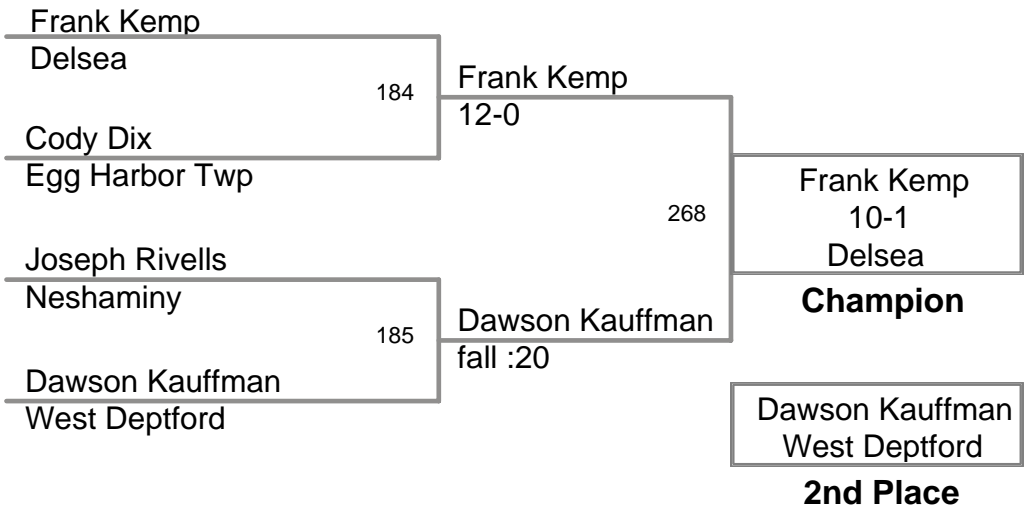 Frank Kemp
Delsea
184
Cody Dix
Egg Harbor Twp
Joseph Rivells
Neshaminy
185
Dawson Kauffman
West Deptford
Frank Kemp
12-0
268
Dawson Kauffman
fall :20
Frank Kemp
10-1
Delsea
Champion
Dawson Kauffman
West Deptford
2nd Place